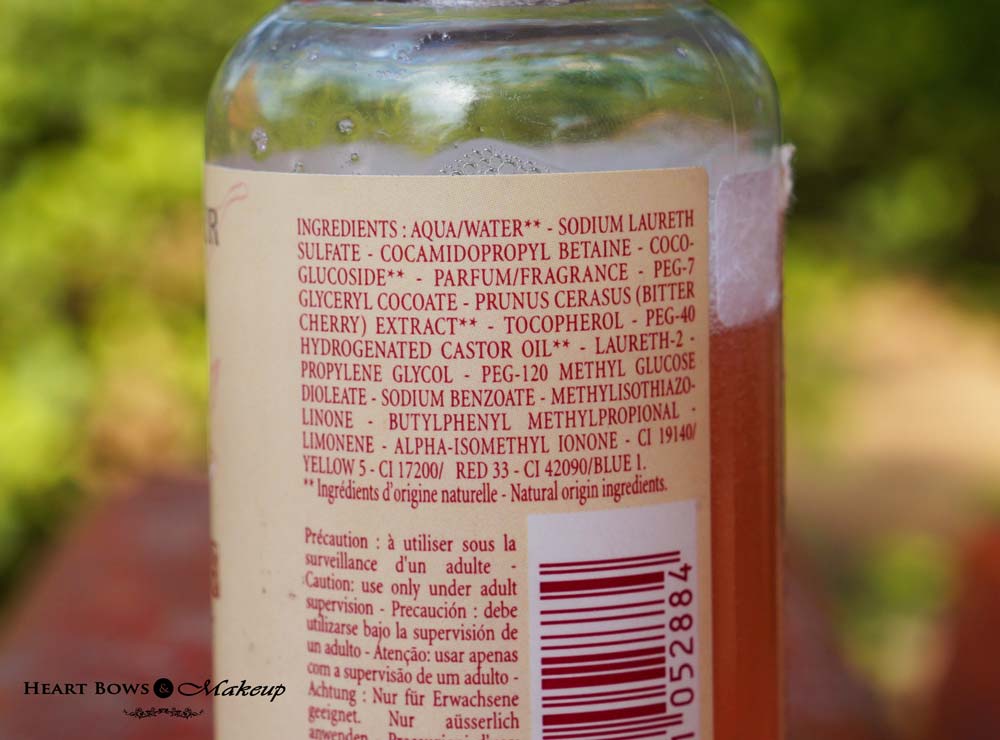 INGREDIENTS : AQUA/WATER** - SODIUM LAURETH
SULFATE - COCAMIDOPROPYL BETAINE - COCO-
GLUCOSIDE** - PARFUM/FRAGRANCE - PEG-7
GLYCERYL COCOATE - PRUNUS CERASUS (BITTER
CHERRY) EXTRACT** - TOCOPHEROL - PEG-40
HYDROGENATED CASTOR OIL** - LAURETH-2 -
PROPYLENE GLYCOL - PEG-120 METHYL GLUCOSE
DIOLEATE - SODIUM BENZOATE - METHYLISOTHIAZO-
LINONE - BUTYLPHENYL METHYLPROPIONAL -
LIMONENE - ALPHA-ISOMETHYL IONONE - CI 19140/
YELLOW 5 - CI 17200/ RED 33 - CI 42090/BLUE 1.
** Ingrédients d'origine naturelle - Natural origin ingredients.
Précaution : à utiliser sous la
surveillance d'un adulte -
Caution: use only under adult
supervision - Precaución : debe
utilizarse bajo la supervisión de
un adulto - Atenção: usar apenas
com a supervisão de um adulto -
Achtung : Nur für Erwachsene
geeignet. Nur aüsserlich
anwenden -
1052884
HEART BOWS & Makeup